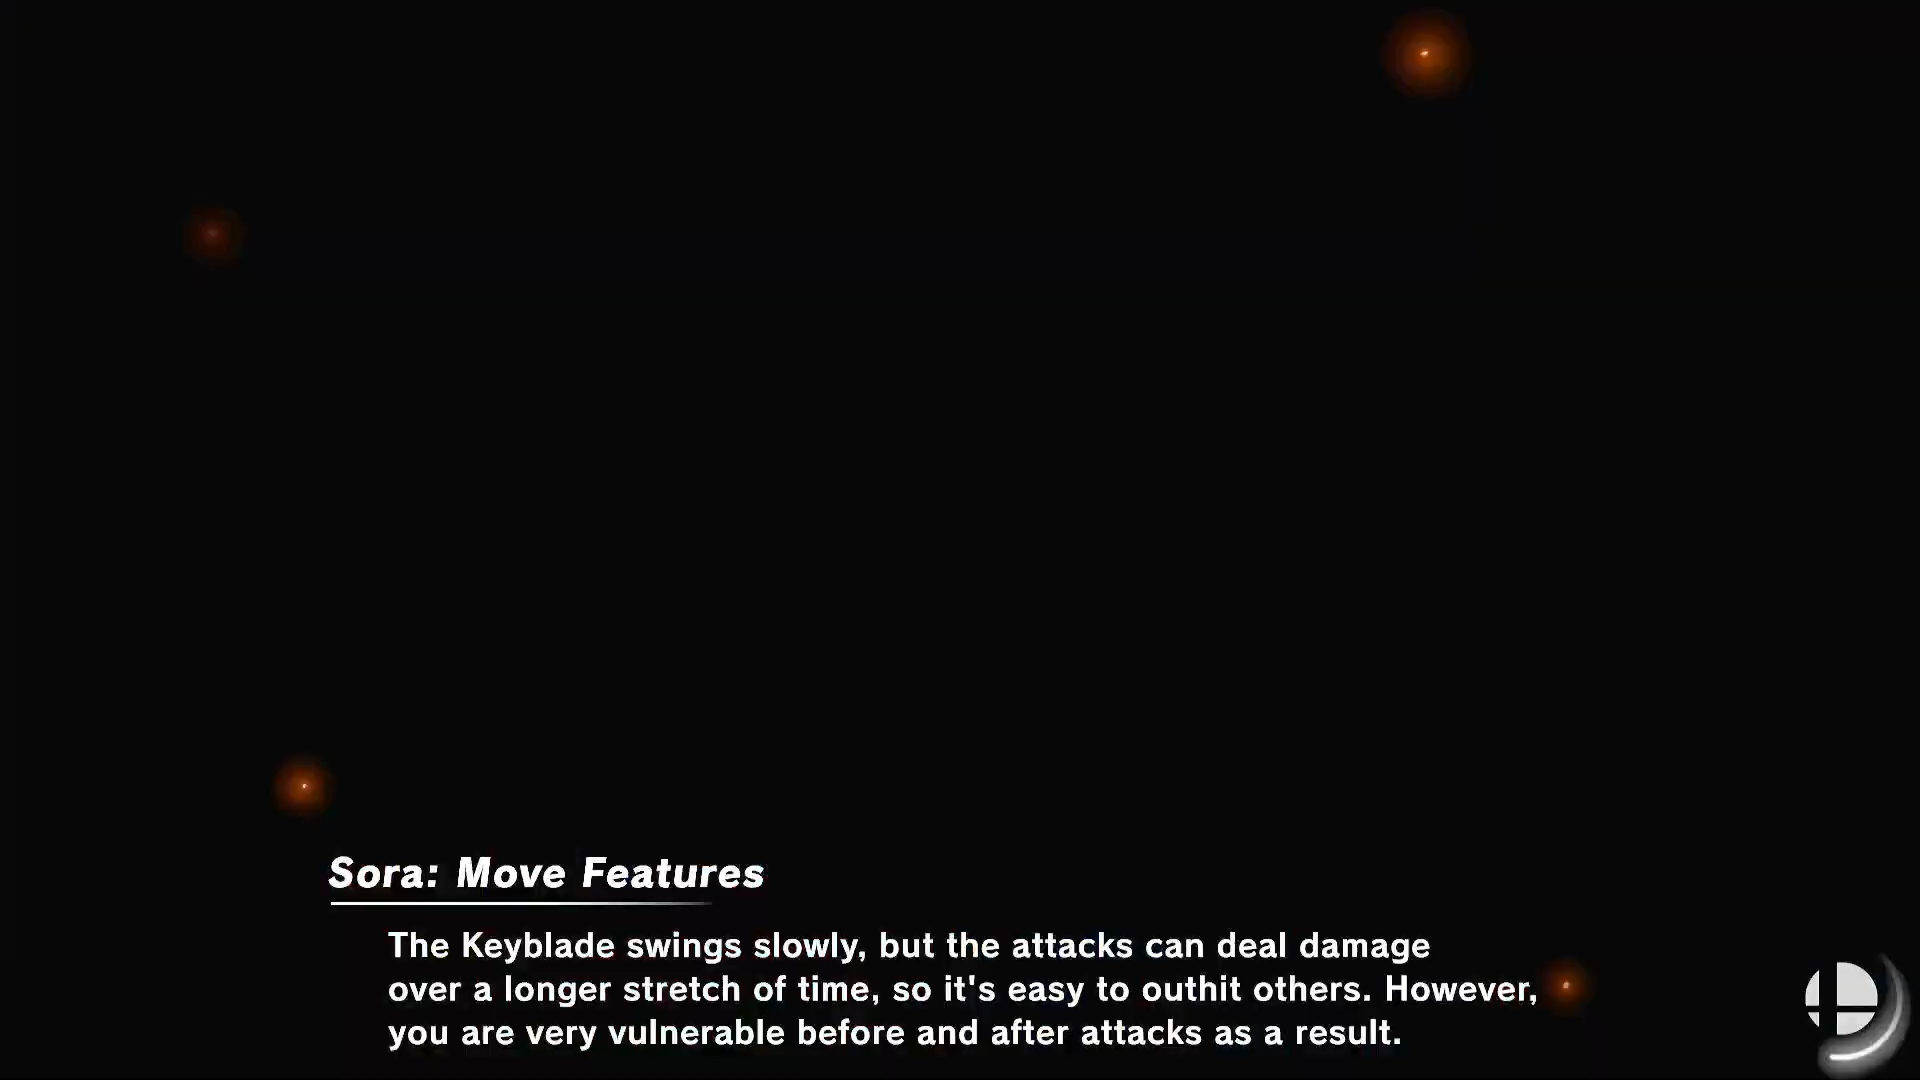 Sora: Move Features
The Keyblade swings slowly, but the attacks can deal damage
over a longer stretch of time, so it's easy to outhit others. However,
you are very vulnerable before and after attacks as a result.